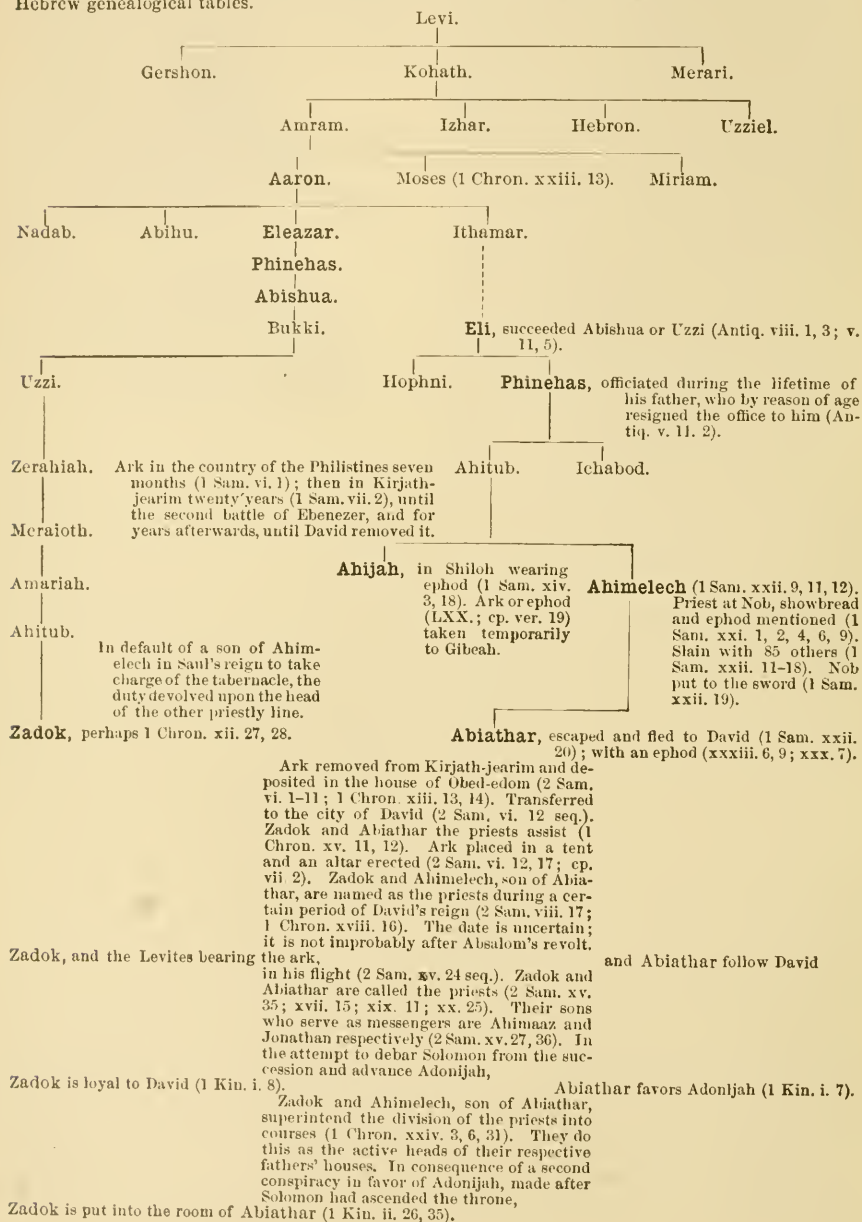 Hebrew genealogical tables.
Levi.
Gershon. Kohath. Merari.
Amram. Izhar. Hebron. Uzziel.
Aaron. Moses (1 Chron. xxiii. 13). Miriam.
Nadab. Abihu. Eleazar. Ithamar.
Phinehas.
Abishua.
Bukki.
Eli, succeeded Abishua or Uzzi (Antiq. viii. 1, 3; v.
11, 5).
Uzzi. Hophni. Phinehas, officiated during the lifetime of
his father, who by reason of age
resigned the office to him (An-
tiq. v. 11. 2).
Zerahiah.
Ark in the country of the Philistines seven
months (1 Sam. vi. 1); then in Kirjath-
jearim twenty years (1 Sam. vii. 2), until
the second battle of Ebenezer, and for
years afterwards, until David removed it.
Ahitub. Ichabod.
Meraioth.
Amariah.
Ahitub.
Ahijah, in Shiloh wearing
ephod (1 Sam. xiv.
3, 18). Ark or ephod
(LXX.; cp. ver. 19)
taken temporarily
to Gibeah.
Ahimelech (1 Sam. xxii. 9, 11, 12).
Priest at Nob, showbread
and ephod mentioned (1
Sam. xxi. 1, 2, 4, 6, 9).
Slain with 85 others (1
Sam. xxii. 11–18). Nob
put to the sword (1 Sam.
xxii. 19).
In default of a son of Ahim-
elech in Saul's reign to take
charge of the tabernacle, the
duty devolved upon the head
of the other priestly line.
Zadok, perhaps 1 Chron. xii. 27, 28.
Abiathar, escaped and fled to David (1 Sam. xxii.
20); with an ephod (xxxiii. 6, 9; xxx. 7).
Ark removed from Kirjath-jearim and de-
posited in the house of Obed-edom (2 Sam.
vi. 1–11; 1 Chron. xiii. 13, 14). Transferred
to the city of David (2 Sam. vi. 12 seq.).
Zadok and Abiathar the priests assist (1
Chron. xv. 11, 12). Ark placed in a tent
and an altar erected (2 Sam. vi. 12, 17; cp.
vii. 2). Zadok and Ahimelech, son of Abia-
thar, are named as the priests during a cer-
tain period of David's reign (2 Sam. viii. 17;
1 Chron. xviii. 16). The date is uncertain;
it is not improbably after Absalom's revolt.
Zadok, and the Levites bearing the ark, and Abiathar follow David
in his flight (2 Sam. xv. 24 seq.). Zadok and
Abiathar are called the priests (2 Sam. xv.
35; xvii. 15; xix. 11; xx. 25). Their sons
who serve as messengers are Ahimaaz and
Jonathan respectively (2 Sam. xv. 27, 36). In
the attempt to debar Solomon from the suc-
cession and advance Adonijah,
Zadok is loyal to David (1 Kin. i. 8). Abiathar favors Adonijah (1 Kin. i. 7).
Zadok and Ahimelech, son of Abiathar,
superintend the division of the priests into
courses (1 Chron. xxiv. 3, 6, 31). They do
this as the active heads of their respective
fathers' houses. In consequence of a second
conspiracy in favor of Adonijah, made after
Solomon had ascended the throne,
Zadok is put into the room of Abiathar (1 Kin. ii. 26, 35).